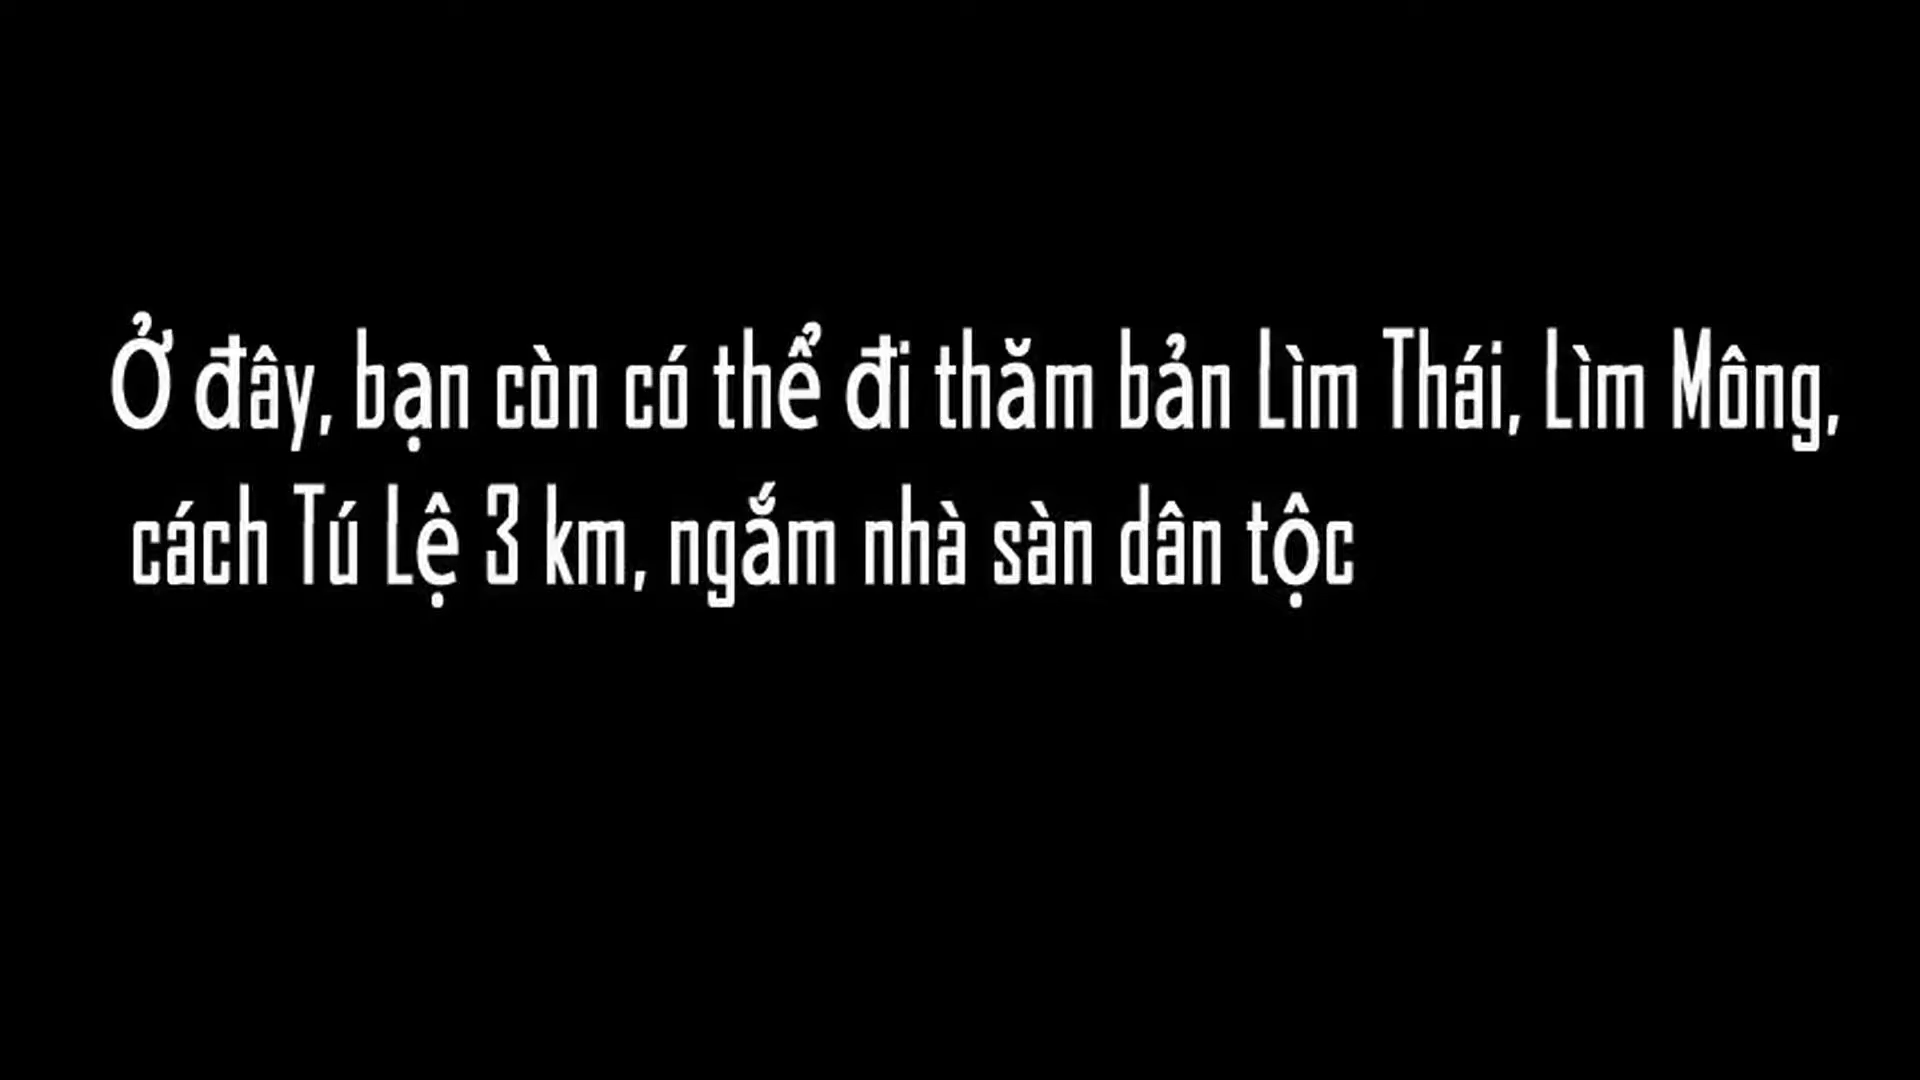 Ở đây, bạn còn có thể đi thăm bản Lìm Thái, Lìm Mông,
cách Tú Lệ 3 km, ngắm nhà sàn dân tộc